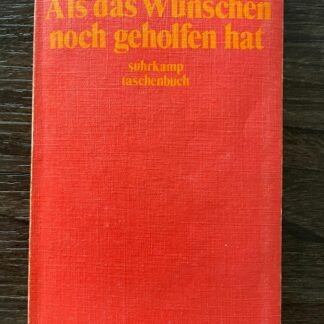 Als das Wünschen
noch geholfen hat
suhrkamp
taschenbuch